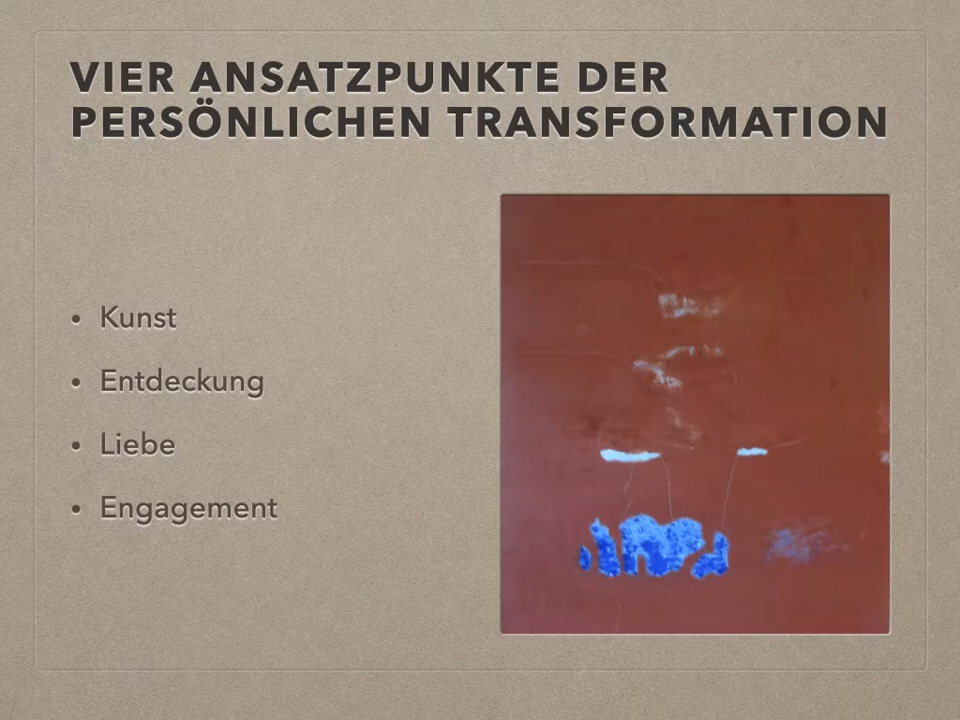 VIER ANSATZPUNKTE DER
PERSÖNLICHEN TRANSFORMATION
• Kunst
• Entdeckung
• Liebe
• Engagement